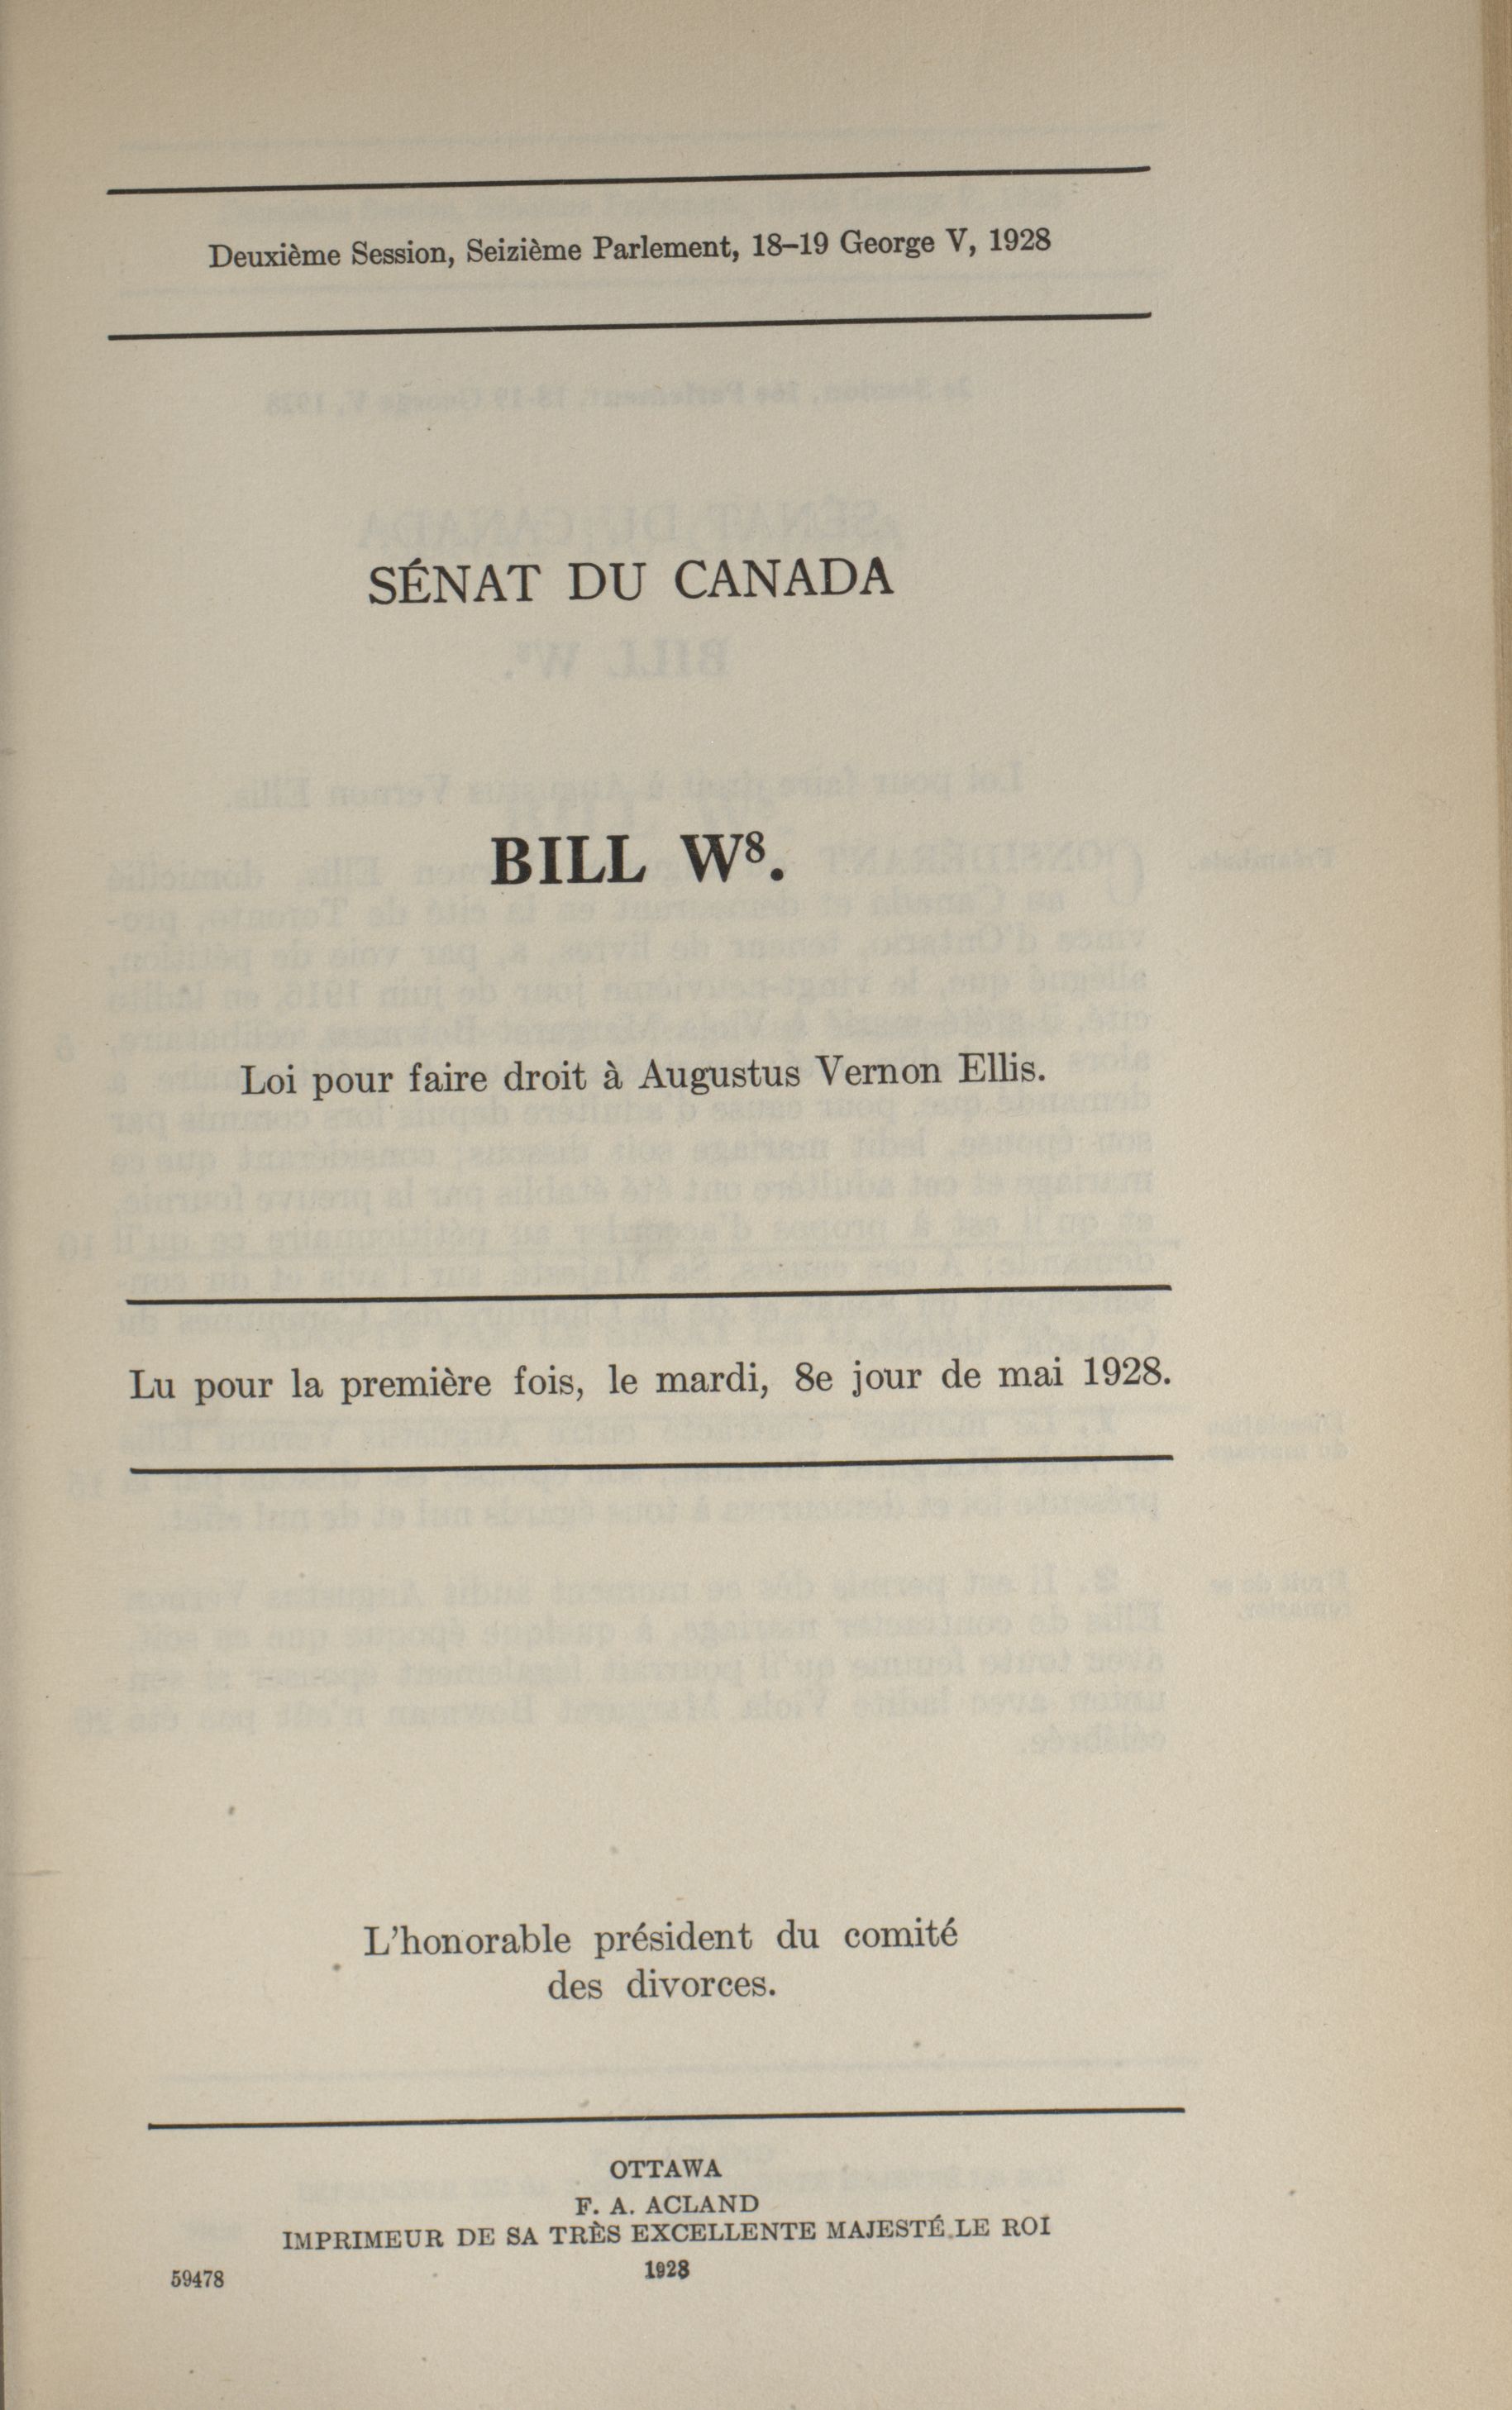 Deuxième Session, Seizième Parlement, 18–19 George V, 1928
SÉNAT DU CANADA
BILL W⁸.
Loi pour faire droit à Augustus Vernon Ellis.
Lu pour la première fois, le mardi, 8e jour de mai 1928.
L'honorable président du comité
des divorces.
OTTAWA
F. A. ACLAND
IMPRIMEUR DE SA TRÈS EXCELLENTE MAJESTÉ LE ROI
1928
59478